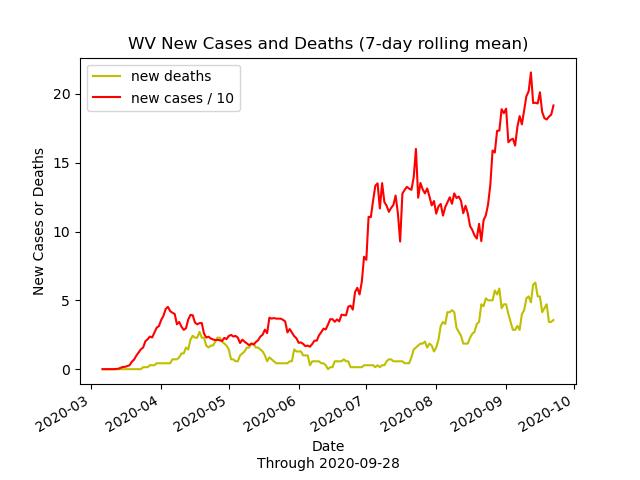 WV New Cases and Deaths (7-day rolling mean)
new deaths
new cases / 10
New Cases or Deaths
20
15
10
5
0
2020-03
2020-04
2020-05
2020-06
2020-07
2020-08
2020-09
2020-10
Date
Through 2020-09-28